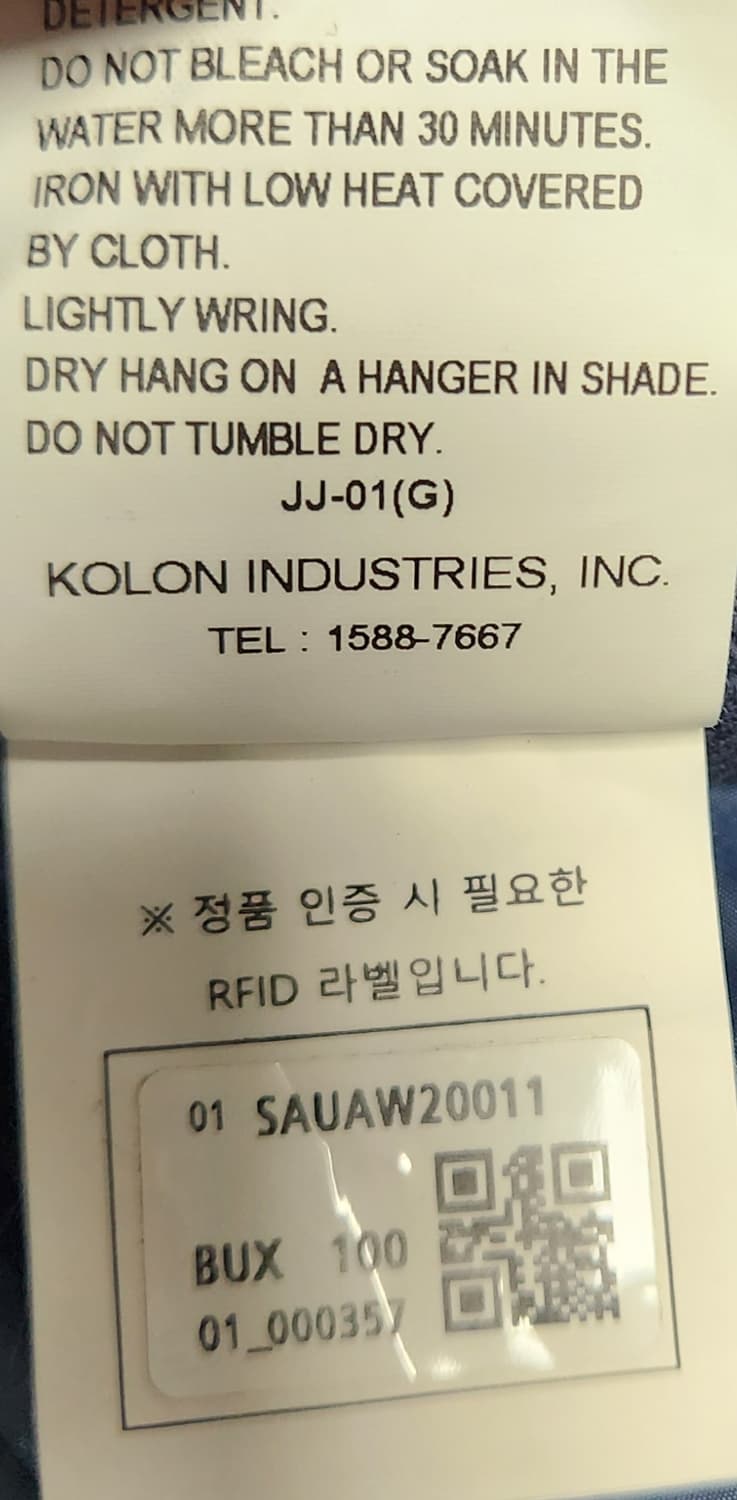 DETERGENT.
DO NOT BLEACH OR SOAK IN THE
WATER MORE THAN 30 MINUTES.
IRON WITH LOW HEAT COVERED
BY CLOTH.
LIGHTLY WRING.
DRY HANG ON A HANGER IN SHADE.
DO NOT TUMBLE DRY.
JJ-01(G)
KOLON INDUSTRIES, INC.
TEL : 1588-7667
※ 정품 인증 시 필요한
RFID 라벨입니다.
01 SAUAW20011
BUX 100
01_000357